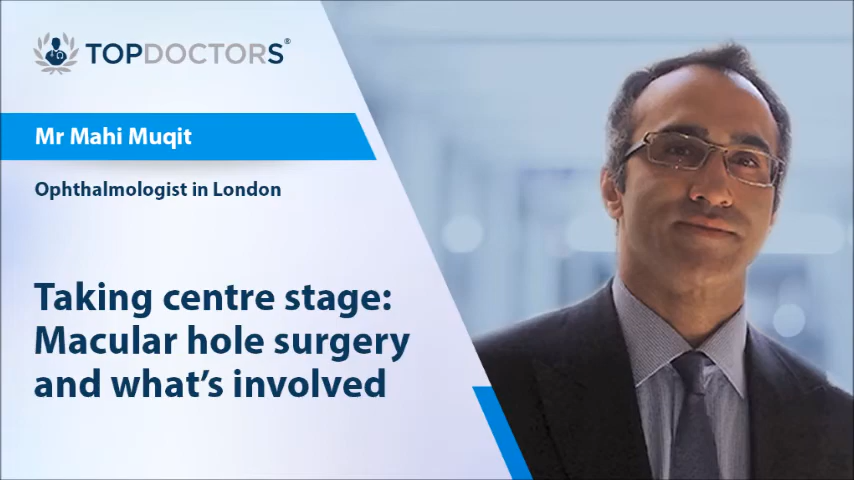 TOPDOCTORS®
Mr Mahi Muqit
Ophthalmologist in London
Taking centre stage:
Macular hole surgery
and what's involved